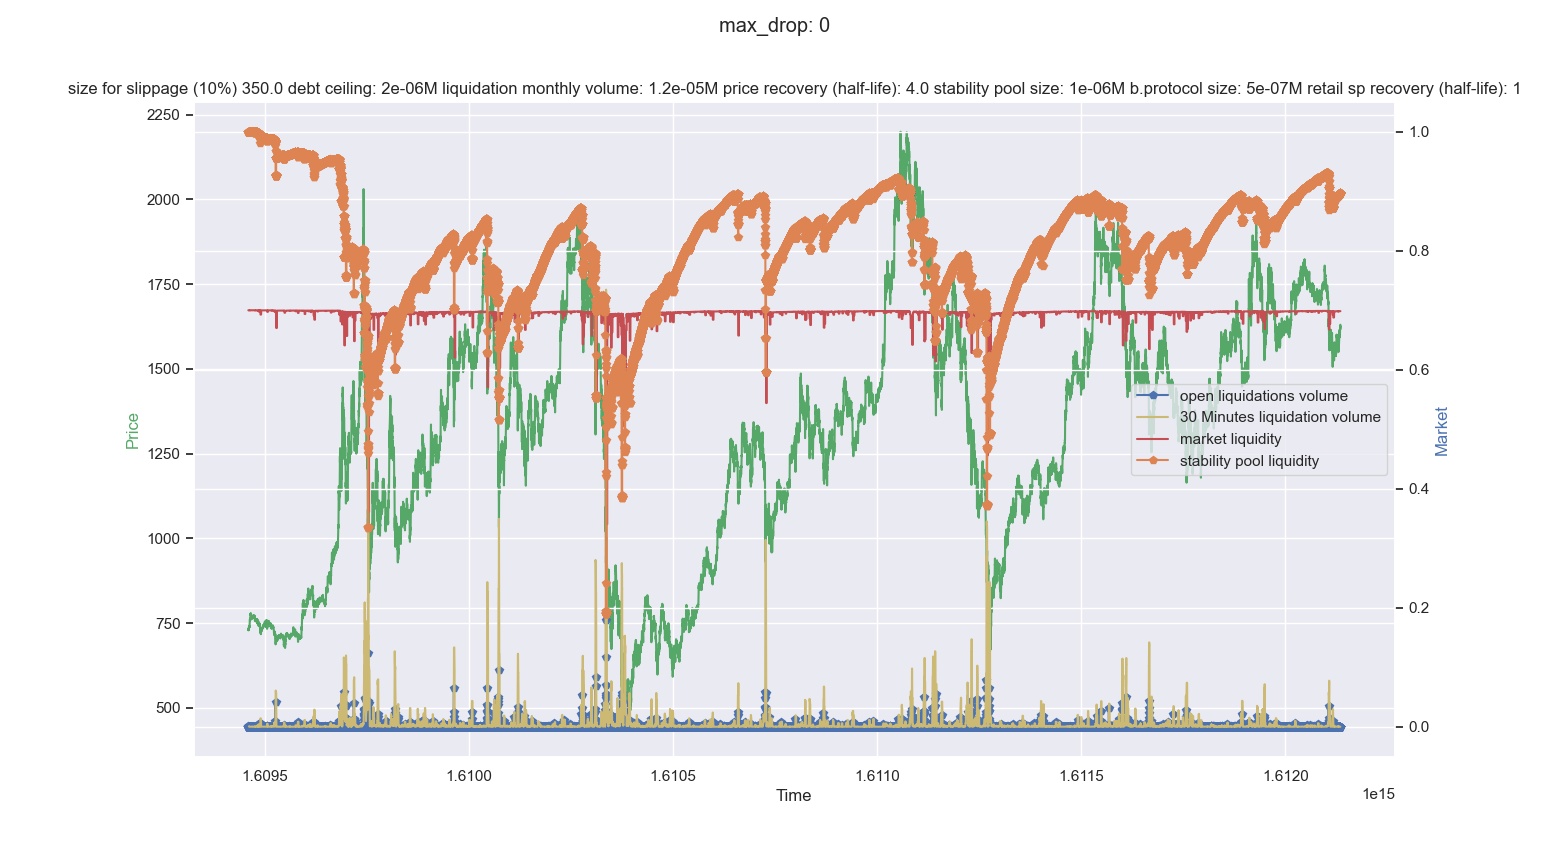 max_drop: 0
size for slippage (10%) 350.0 debt ceiling: 2e-06M liquidation monthly volume: 1.2e-05M price recovery (half-life): 4.0 stability pool size: 1e-06M b.protocol size: 5e-07M retail sp recovery (half-life): 1
2250
2000
1750
1500
1250
1000
750
500
Price
1.0
0.8
0.6
0.4
0.2
0.0
Market
open liquidations volume
30 Minutes liquidation volume
market liquidity
stability pool liquidity
1.6095 1.6100 1.6105 1.6110 1.6115 1.6120
Time
1e15